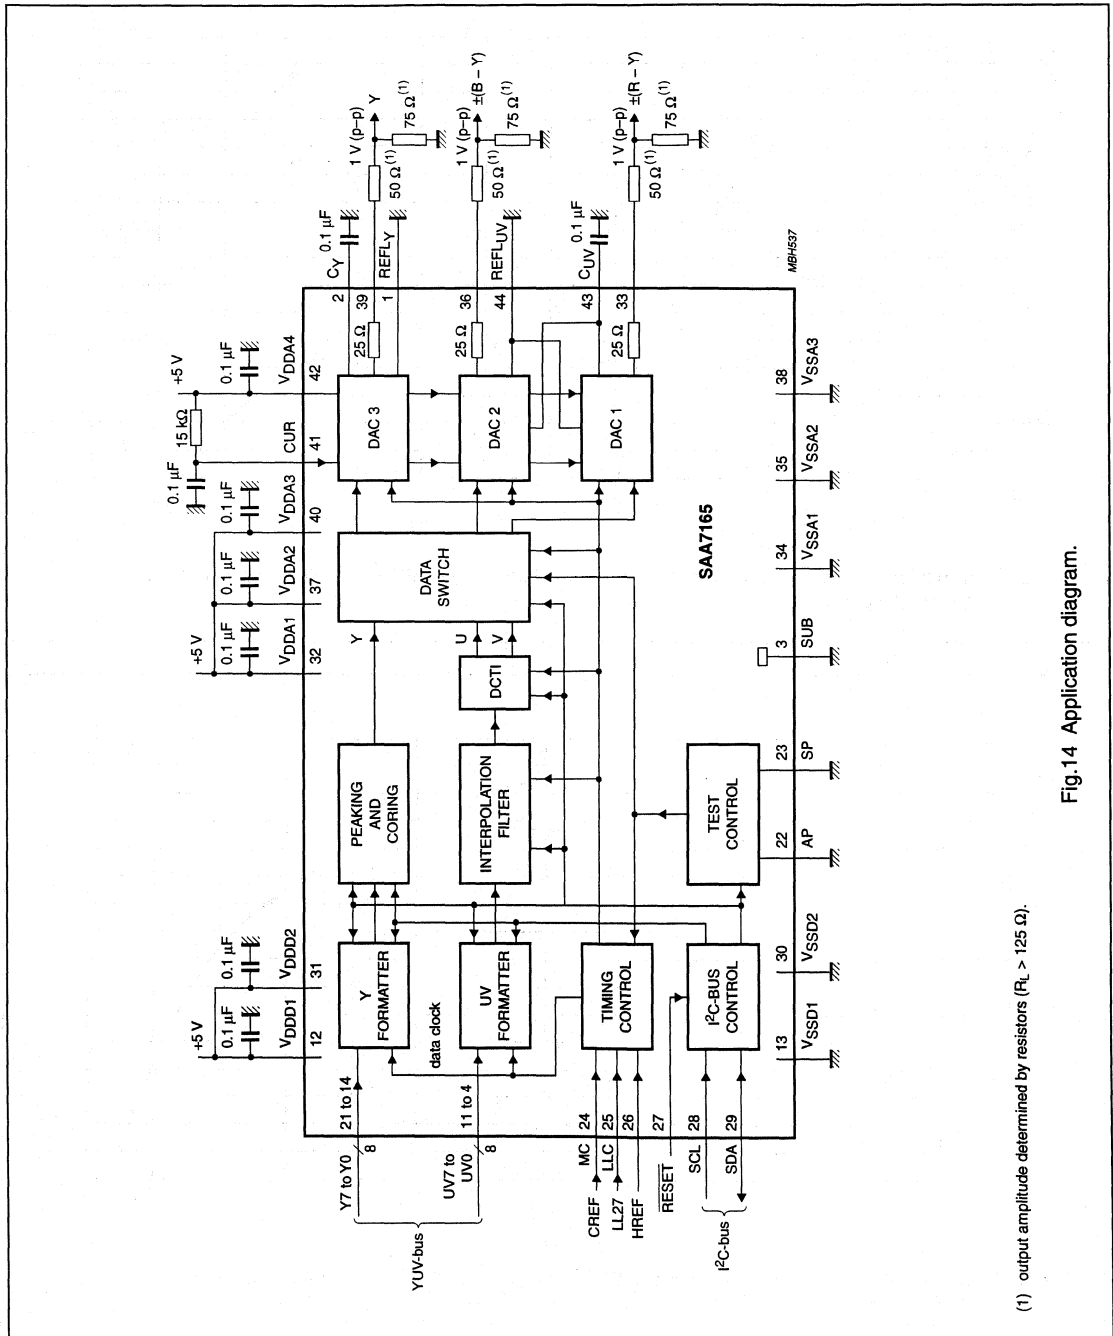 +5 V
0.1 µF
0.1 µF
VDDD1
VDDD2
12
31
+5 V
0.1 µF
0.1 µF
0.1 µF
VDDA1
VDDA2
VDDA3
32
37
40
0.1 µF
15 kΩ
+5 V
0.1 µF
CUR
VDDA4
41
42
Y7 to Y0
8
21 to 14
YUV-bus
UV7 to
UV0
8
11 to 4
data clock
Y
FORMATTER
UV
FORMATTER
PEAKING
AND
CORING
INTERPOLATION
FILTER
DCTI
Y
U
V
DATA
SWITCH
DAC 3
DAC 2
DAC 1
25 Ω
25 Ω
25 Ω
2
CY
0.1 µF
39
1
REFLY
50 Ω(1)
1 V (p–p)
Y
75 Ω(1)
36
44
REFLUV
50 Ω(1)
1 V (p–p)
±(B – Y)
75 Ω(1)
43
CUV
0.1 µF
33
50 Ω(1)
1 V (p–p)
±(R – Y)
75 Ω(1)
CREF
MC
24
LL27
LLC
25
HREF
26
RESET
27
TIMING
CONTROL
I2C-bus
SCL
28
SDA
29
I2C-BUS
CONTROL
TEST
CONTROL
SAA7165
13
VSSD1
30
VSSD2
22
AP
23
SP
3
SUB
34
VSSA1
35
VSSA2
38
VSSA3
MBH537
(1) output amplitude determined by resistors (RL > 125 Ω).
Fig.14 Application diagram.